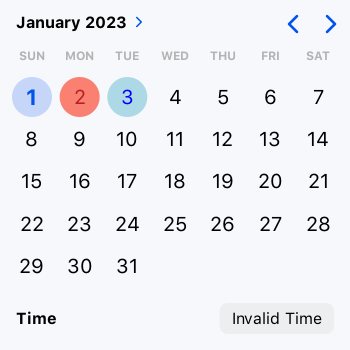 January 2023
SUN MON TUE WED THU FRI SAT
1 2 3 4 5 6 7
8 9 10 11 12 13 14
15 16 17 18 19 20 21
22 23 24 25 26 27 28
29 30 31
Time Invalid Time